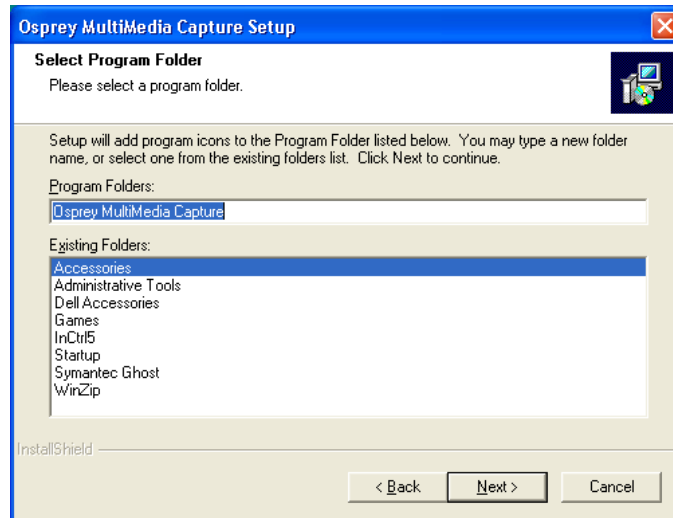 Osprey MultiMedia Capture Setup
Select Program Folder
Please select a program folder.
Setup will add program icons to the Program Folder listed below. You may type a new folder
name, or select one from the existing folders list. Click Next to continue.
Program Folders:
Osprey MultiMedia Capture
Existing Folders:
Accessories
Administrative Tools
Dell Accessories
Games
InCtrl5
Startup
Symantec Ghost
WinZip
InstallShield
< Back
Next >
Cancel